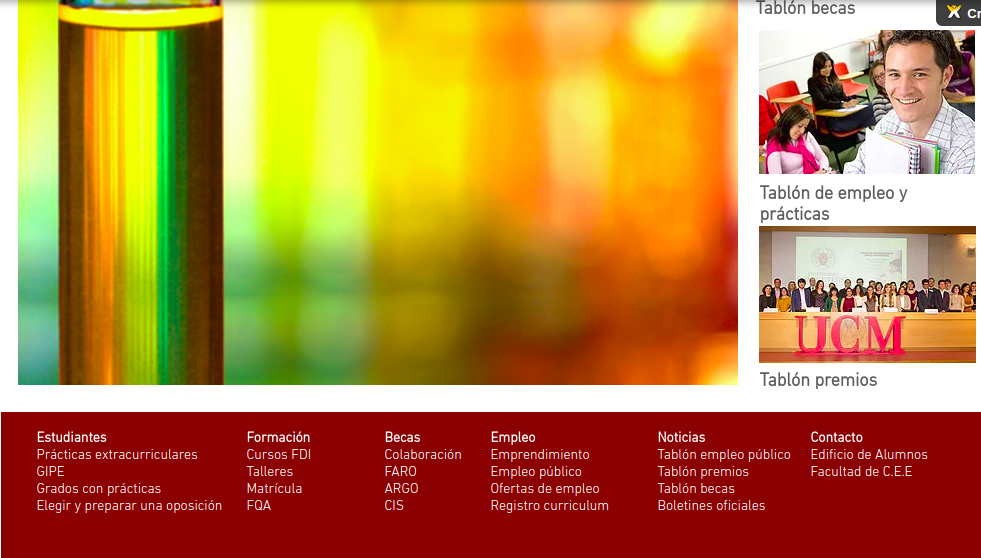 Tablón becas
Cr
Tablón de empleo y
prácticas
UCM
Tablón premios
Estudiantes
Prácticas extracurriculares
GIPE
Grados con prácticas
Elegir y preparar una oposición
Formación
Cursos FDI
Talleres
Matrícula
FQA
Becas
Colaboración
FARO
ARGO
CIS
Empleo
Emprendimiento
Empleo público
Ofertas de empleo
Registro curriculum
Noticias
Tablón empleo público
Tablón premios
Tablón becas
Boletines oficiales
Contacto
Edificio de Alumnos
Facultad de C.E.E